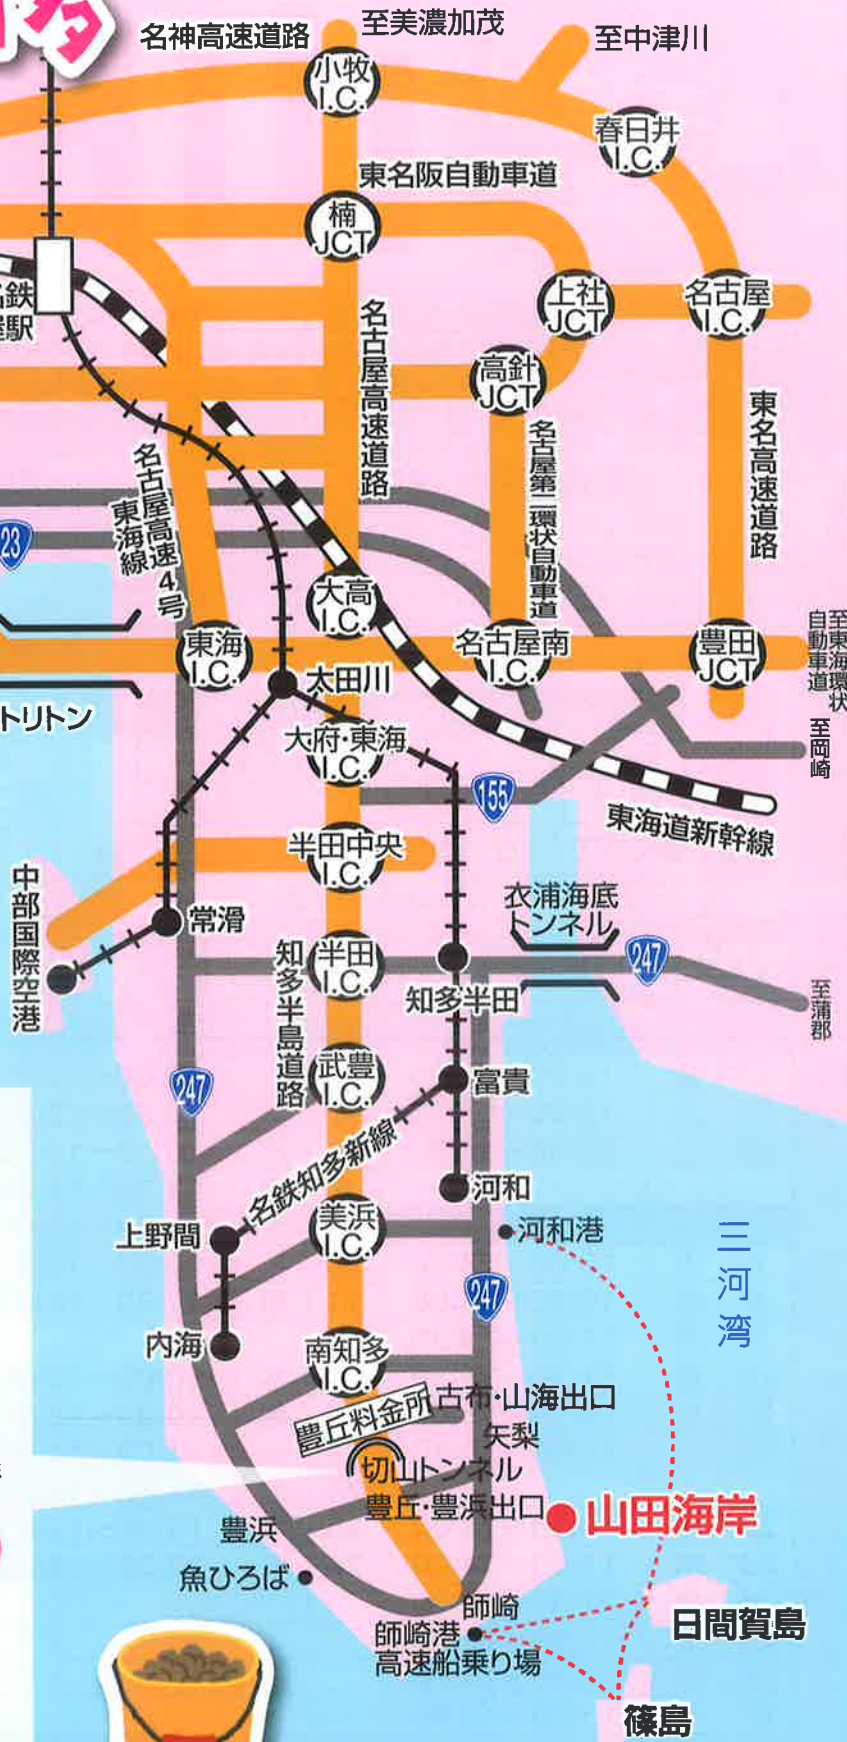 多
名神高速道路
至美濃加茂
至中津川
小牧
I.C.
春日井
I.C.
東名阪自動車道
楠
JCT
上社
JCT
名古屋
I.C.
名古屋高速道路
高針
JCT
東名高速道路
名古屋第二環状自動車道
名古屋高速4号
東海線
23
大高
I.C.
東海
I.C.
名古屋南
I.C.
豊田
JCT
至東海環状
自動車道
太田川
トリトン
至岡崎
大府・東海
I.C.
155
東海道新幹線
半田中央
I.C.
中部国際空港
常滑
衣浦海底
トンネル
半田
I.C.
247
知多半島道路
知多半田
至蒲郡
武豊
I.C.
富貴
247
名鉄知多新線
河和
上野間
美浜
I.C.
河和港
三河湾
247
内海
南知多
I.C.
古布・山海出口
豊丘料金所
矢梨
切山トンネル
豊丘・豊浜出口
山田海岸
豊浜
魚ひろば
師崎
師崎港
高速船乗り場
日間賀島
篠島